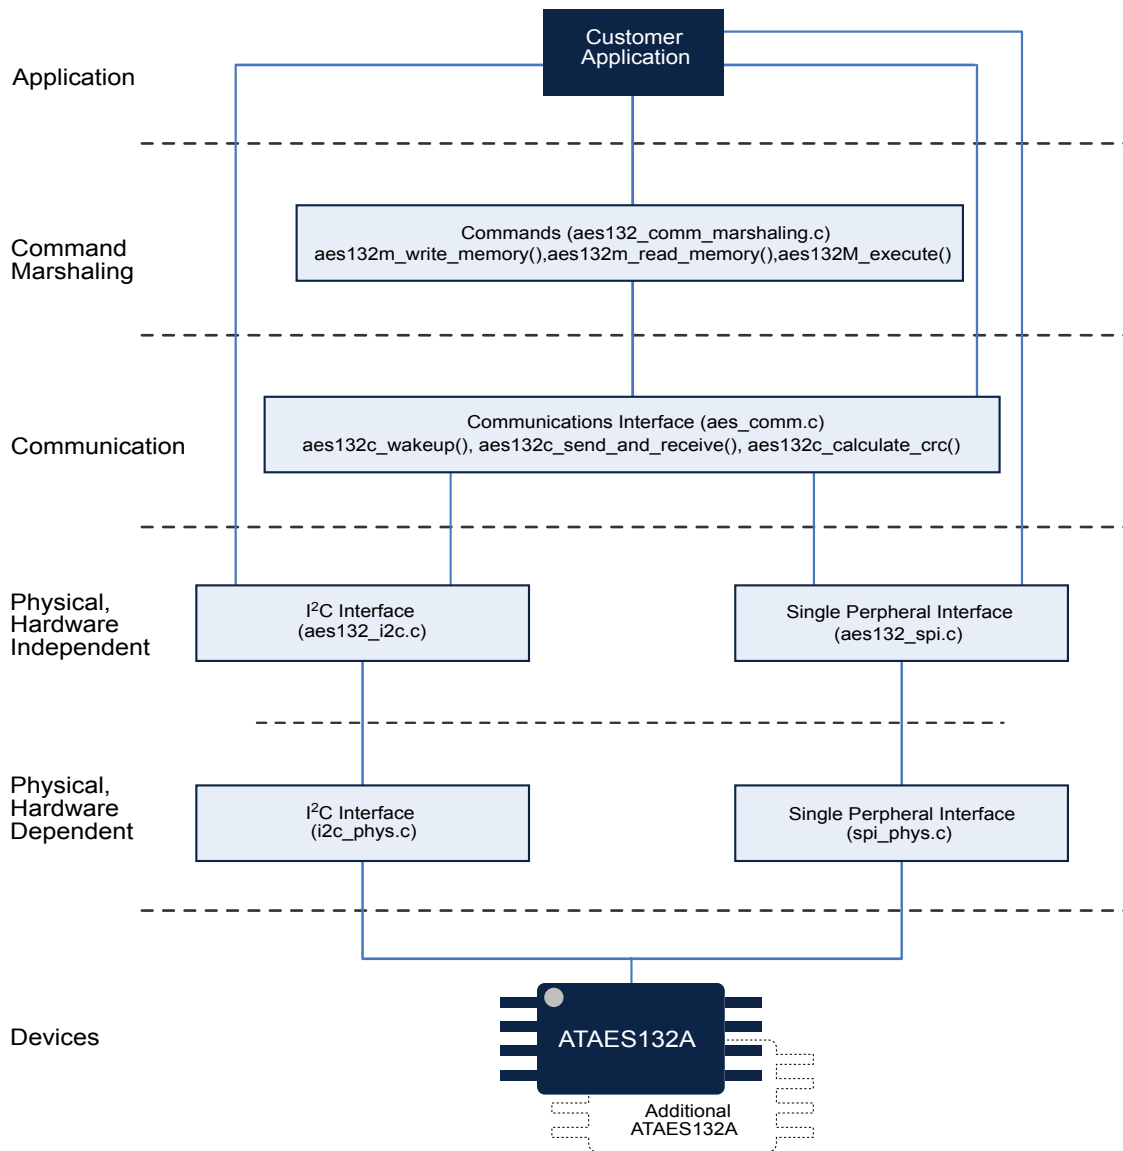 Customer
Application
Application
Command
Marshaling
Commands (aes132_comm_marshaling.c)
aes132m_write_memory(),aes132m_read_memory(),aes132M_execute()
Communication
Communications Interface (aes_comm.c)
aes132c_wakeup(), aes132c_send_and_receive(), aes132c_calculate_crc()
Physical,
Hardware
Independent
I²C Interface
(aes132_i2c.c)
Single Perpheral Interface
(aes132_spi.c)
Physical,
Hardware
Dependent
I²C Interface
(i2c_phys.c)
Single Perpheral Interface
(spi_phys.c)
Devices
ATAES132A
Additional
ATAES132A